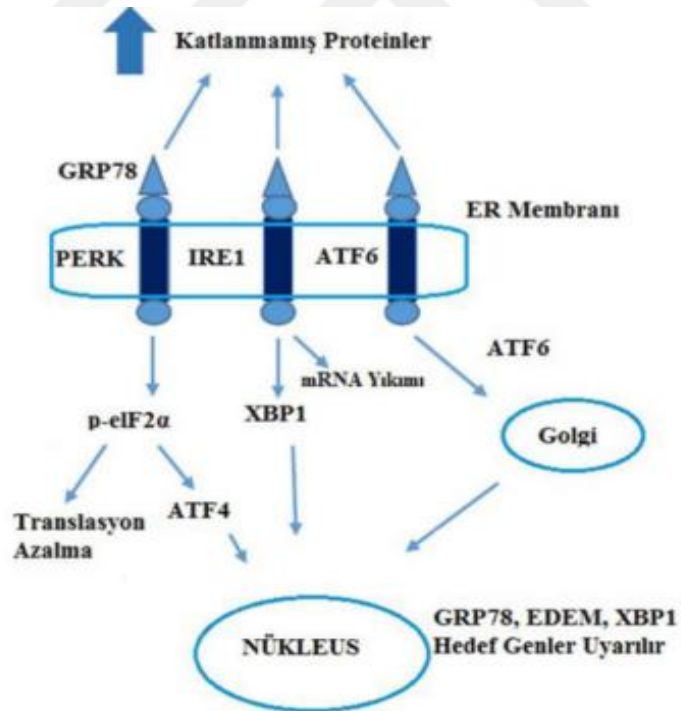 Katlanmamış Proteinler
GRP78
ER Membranı
PERK
IRE1
ATF6
ATF6
mRNA Yıkımı
p-eIF2α
XBP1
Golgi
Translasyon
Azalma
ATF4
NÜKLEUS
GRP78, EDEM, XBP1
Hedef Genler Uyarılır